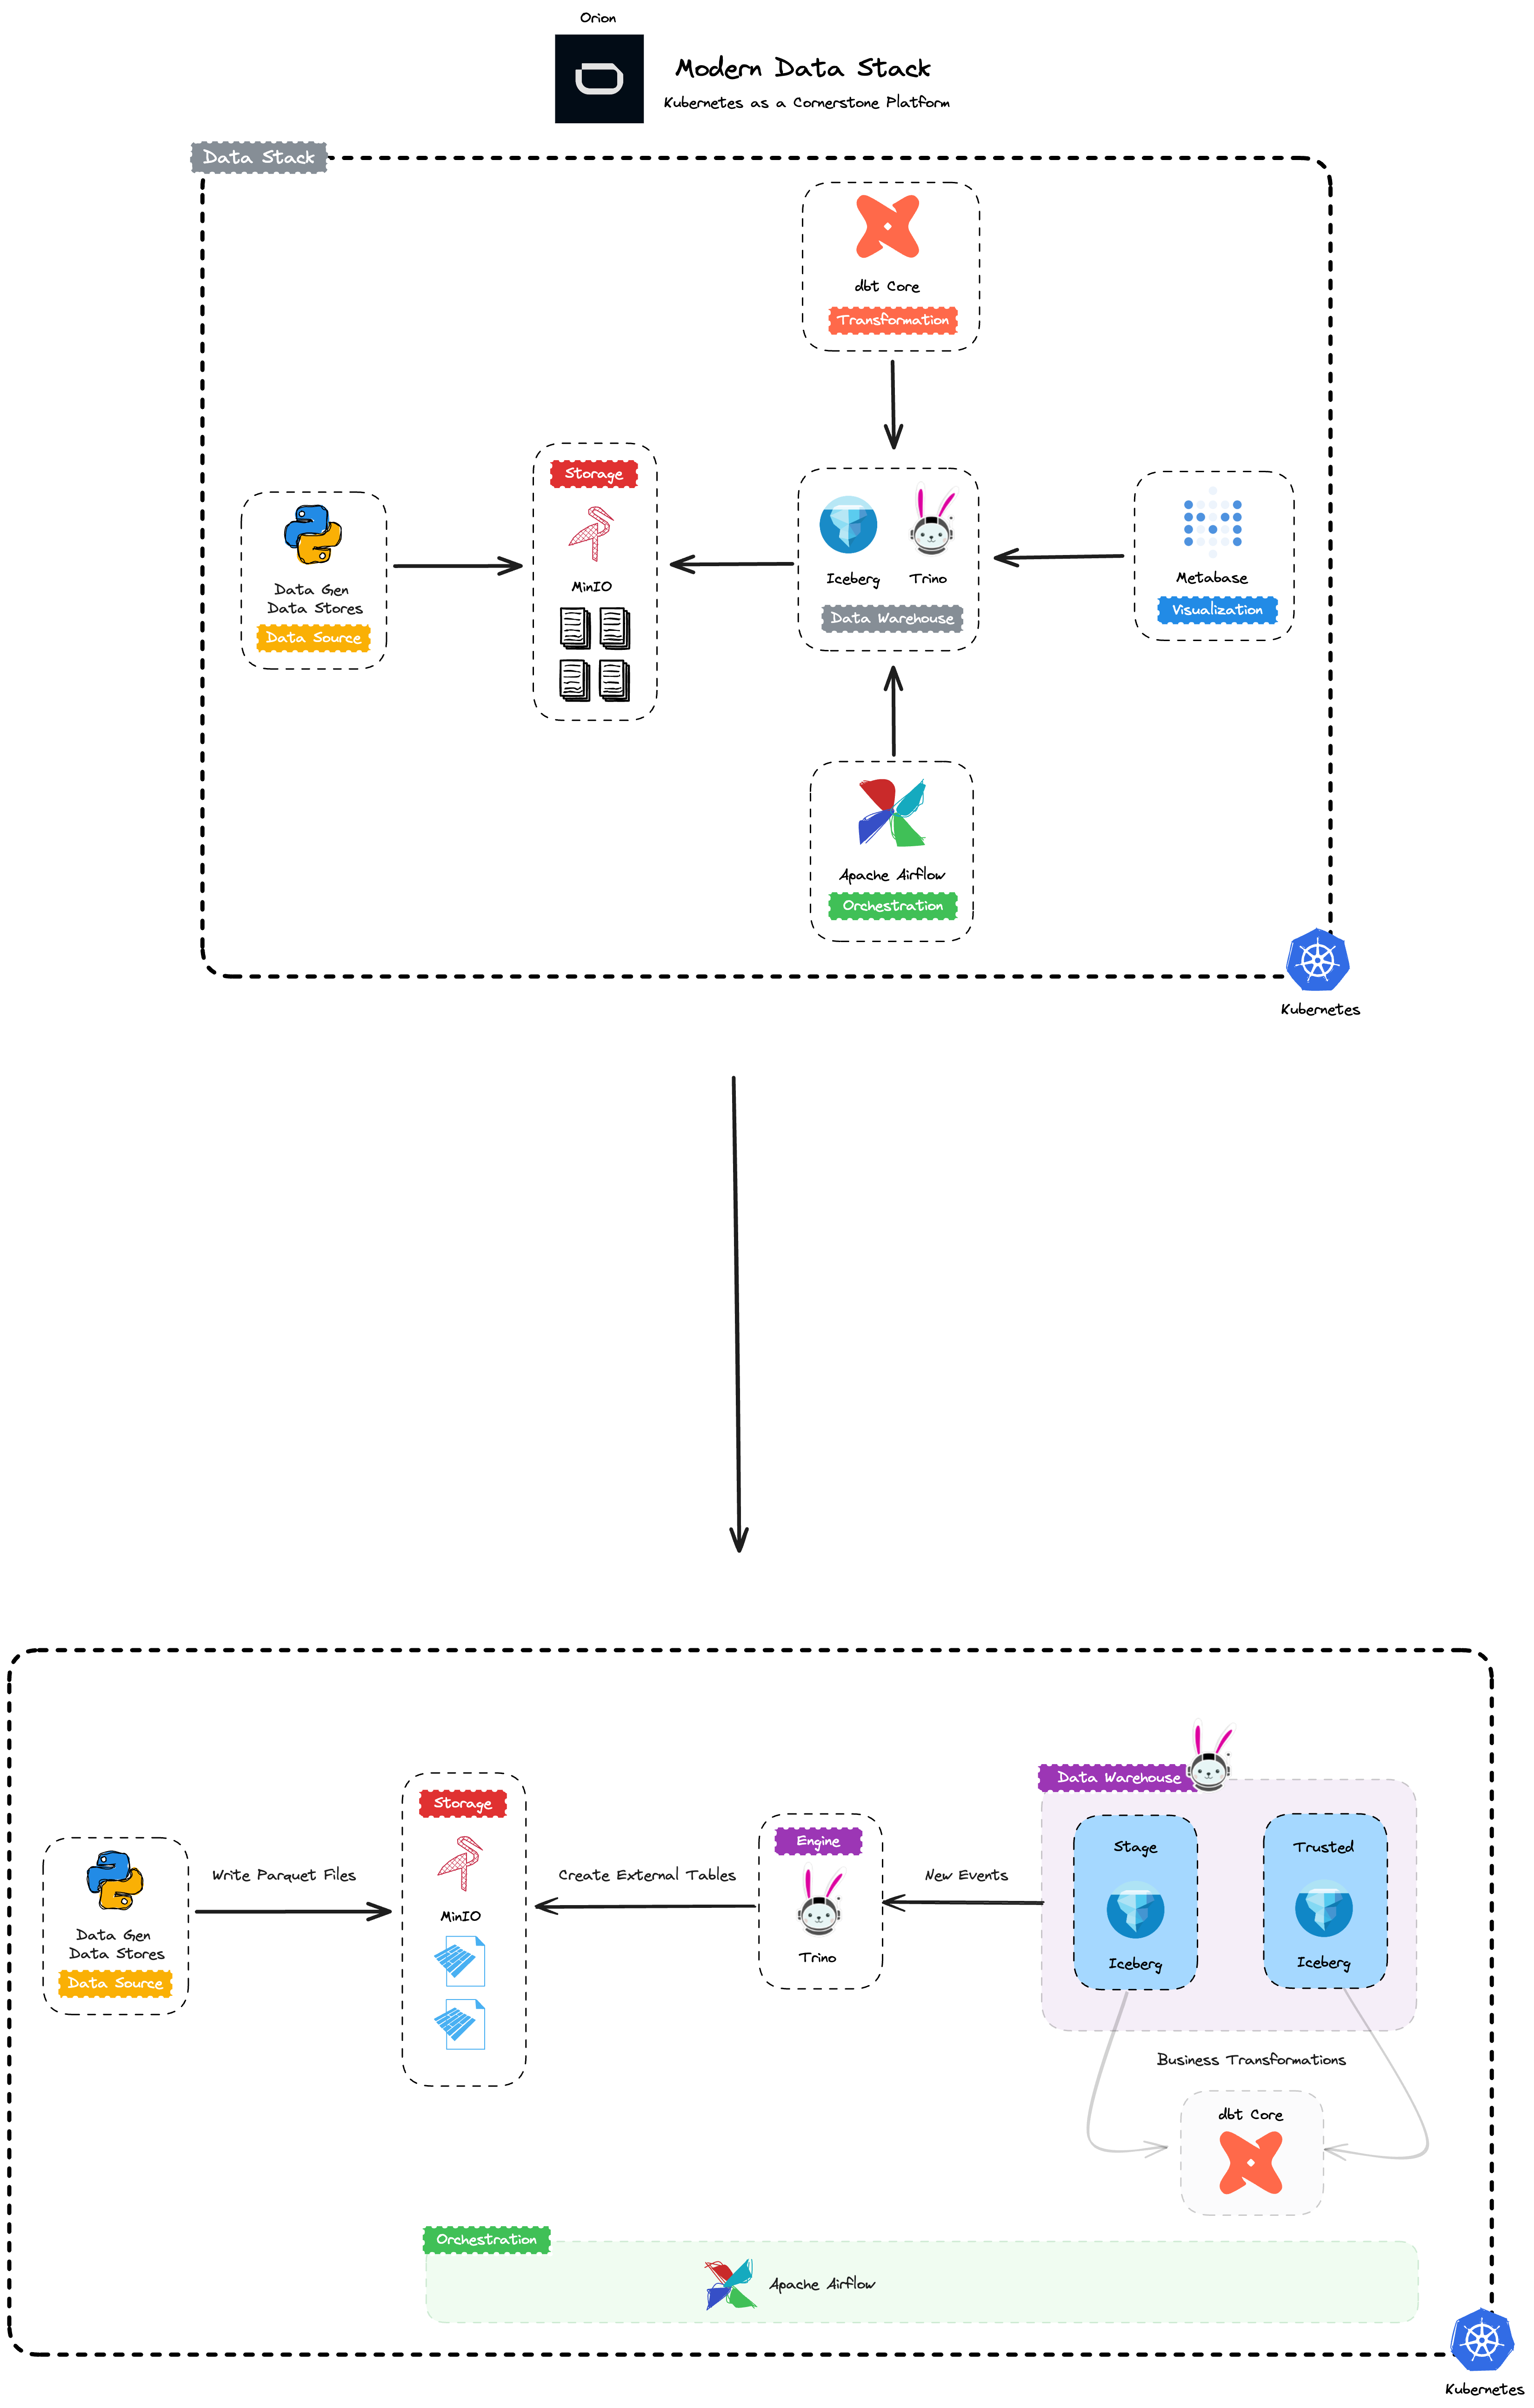 Orion
Modern Data Stack
Kubernetes as a Cornerstone Platform
Data Stack
dbt Core
Transformation
Storage
MinIO
Data Gen
Data Stores
Data Source
Iceberg
Trino
Data Warehouse
Metabase
Visualization
Apache Airflow
Orchestration
Kubernetes
Data Warehouse
Storage
MinIO
Data Gen
Data Stores
Data Source
Write Parquet Files
Create External Tables
Engine
Trino
New Events
Stage
Iceberg
Trusted
Iceberg
Business Transformations
dbt Core
Orchestration
Apache Airflow
Kubernetes